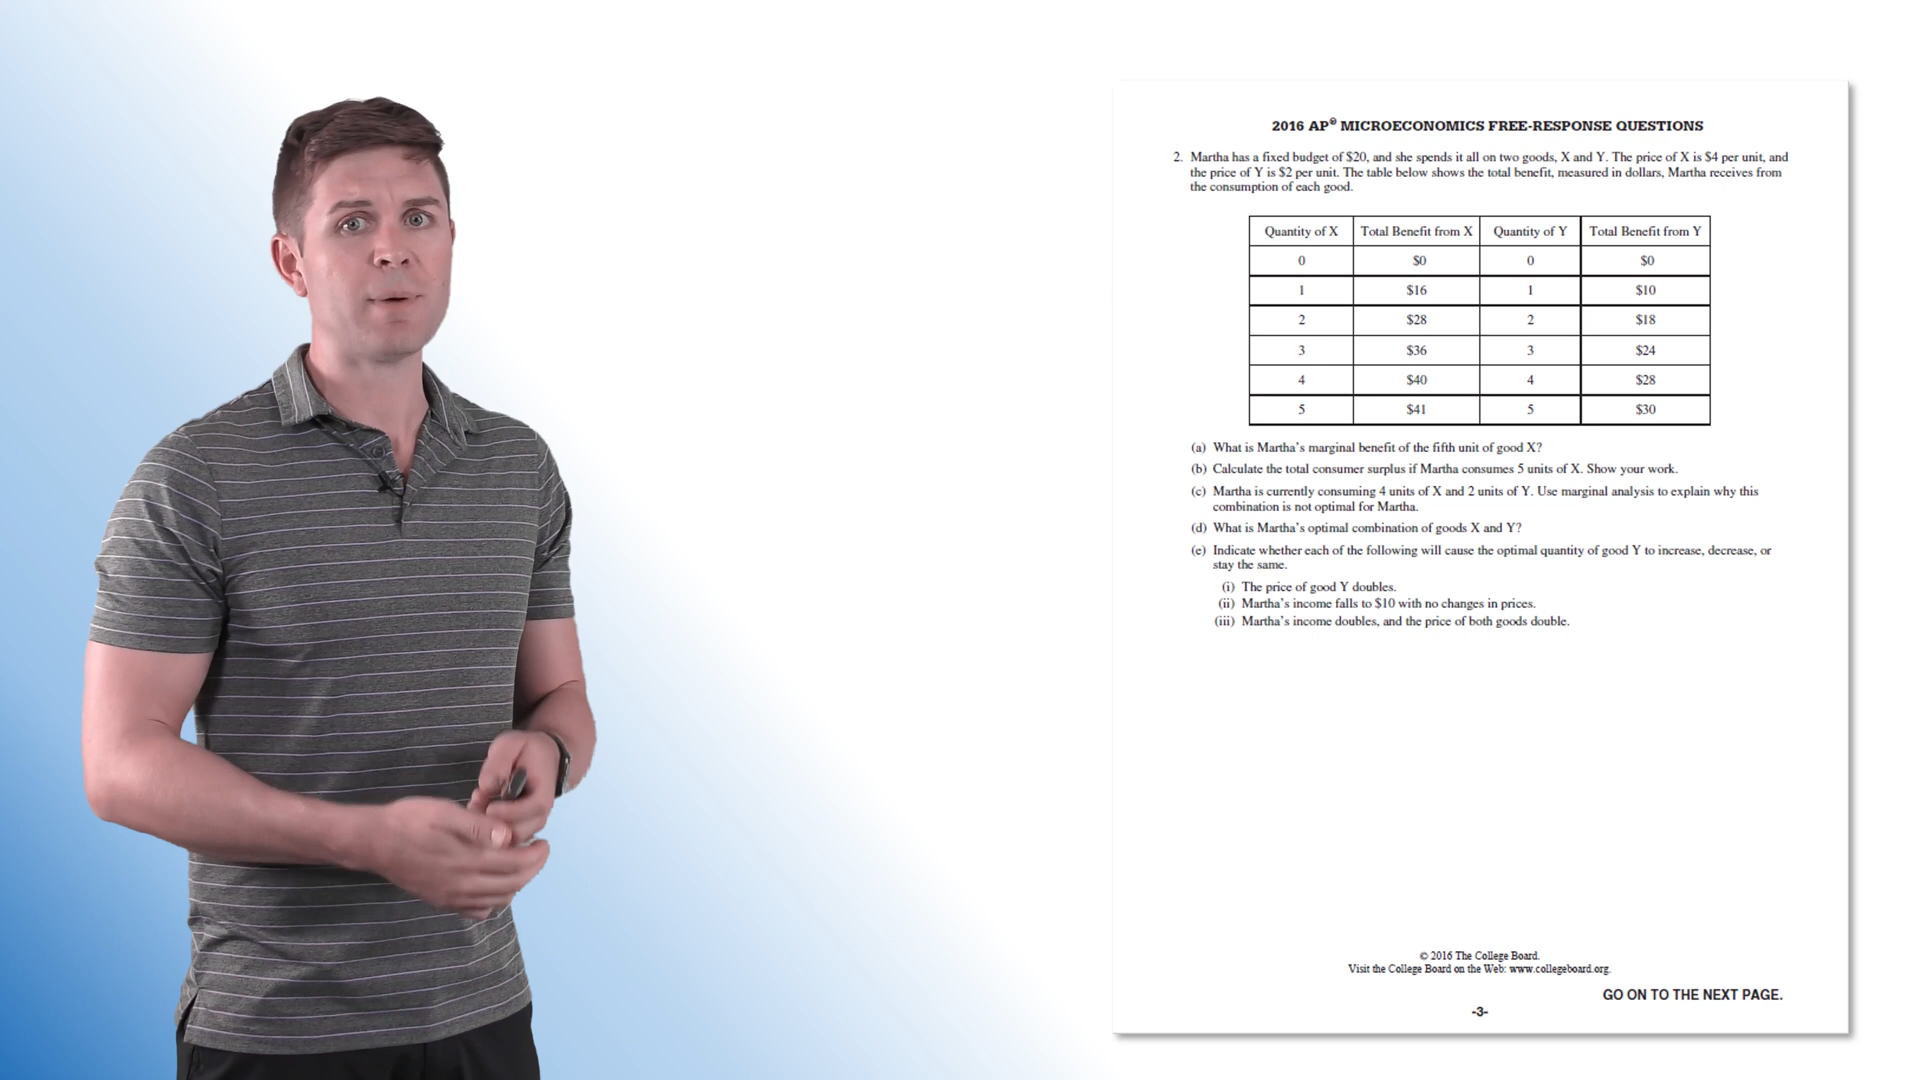 2016 AP® MICROECONOMICS FREE-RESPONSE QUESTIONS
2. Martha has a fixed budget of $20, and she spends it all on two goods, X and Y. The price of X is $4 per unit, and
the price of Y is $2 per unit. The table below shows the total benefit, measured in dollars, Martha receives from
the consumption of each good.
Quantity of X Total Benefit from X Quantity of Y Total Benefit from Y
0 $0 0 $0
1 $16 1 $10
2 $28 2 $18
3 $36 3 $24
4 $40 4 $28
5 $41 5 $30
(a) What is Martha's marginal benefit of the fifth unit of good X?
(b) Calculate the total consumer surplus if Martha consumes 5 units of X. Show your work.
(c) Martha is currently consuming 4 units of X and 2 units of Y. Use marginal analysis to explain why this
combination is not optimal for Martha.
(d) What is Martha's optimal combination of goods X and Y?
(e) Indicate whether each of the following will cause the optimal quantity of good Y to increase, decrease, or
stay the same.
(i) The price of good Y doubles.
(ii) Martha's income falls to $10 with no changes in prices.
(iii) Martha's income doubles, and the price of both goods double.
© 2016 The College Board.
Visit the College Board on the Web: www.collegeboard.org.
GO ON TO THE NEXT PAGE.
-3-